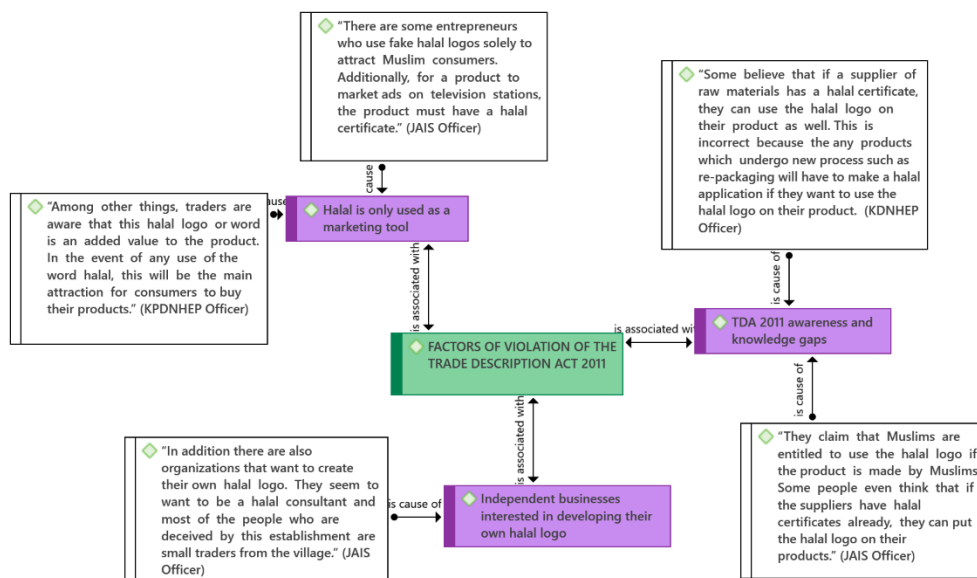 “There are some entrepreneurs
who use fake halal logos solely to
attract Muslim consumers.
Additionally, for a product to
market ads on television stations,
the product must have a halal
certificate.” (JAIS Officer)
“Some believe that if a supplier of
raw materials has a halal certificate,
they can use the halal logo on
their product as well. This is
incorrect because the any products
which undergo new process such as
re-packaging will have to make a halal
application if they want to use the
halal logo on their product. (KDNHEP
Officer)
cause
“Among other things, traders are
aware that this halal logo or word
is an added value to the product.
In the event of any use of the
word halal, this will be the main
attraction for consumers to buy
their products.” (KPDNHEP Officer)
Halal is only used as a
marketing tool
is associated with
is cause of
TDA 2011 awareness and
knowledge gaps
is associated wit
FACTORS OF VIOLATION OF THE
TRADE DESCRIPTION ACT 2011
is cause of
is associated with
“In addition there are also
organizations that want to create
their own halal logo. They seem to
want to be a halal consultant and
most of the people who are
deceived by this establishment are
small traders from the village.” (JAIS
Officer)
is cause of
Independent businesses
interested in developing their
own halal logo
“They claim that Muslims are
entitled to use the halal logo if
the product is made by Muslims
Some people even think that if
the suppliers have halal
certificates already, they can put
the halal logo on their
products.” (JAIS Officer)